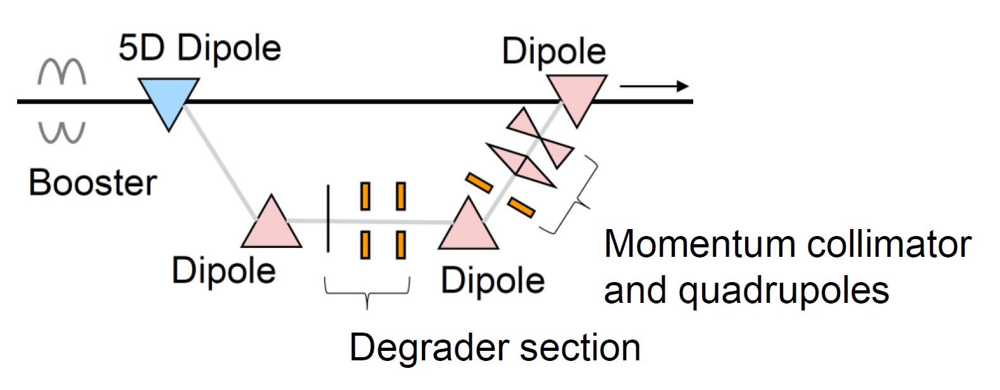 5D Dipole
Dipole
Booster
Dipole
Dipole
Momentum collimator
and quadrupoles
Degrader section